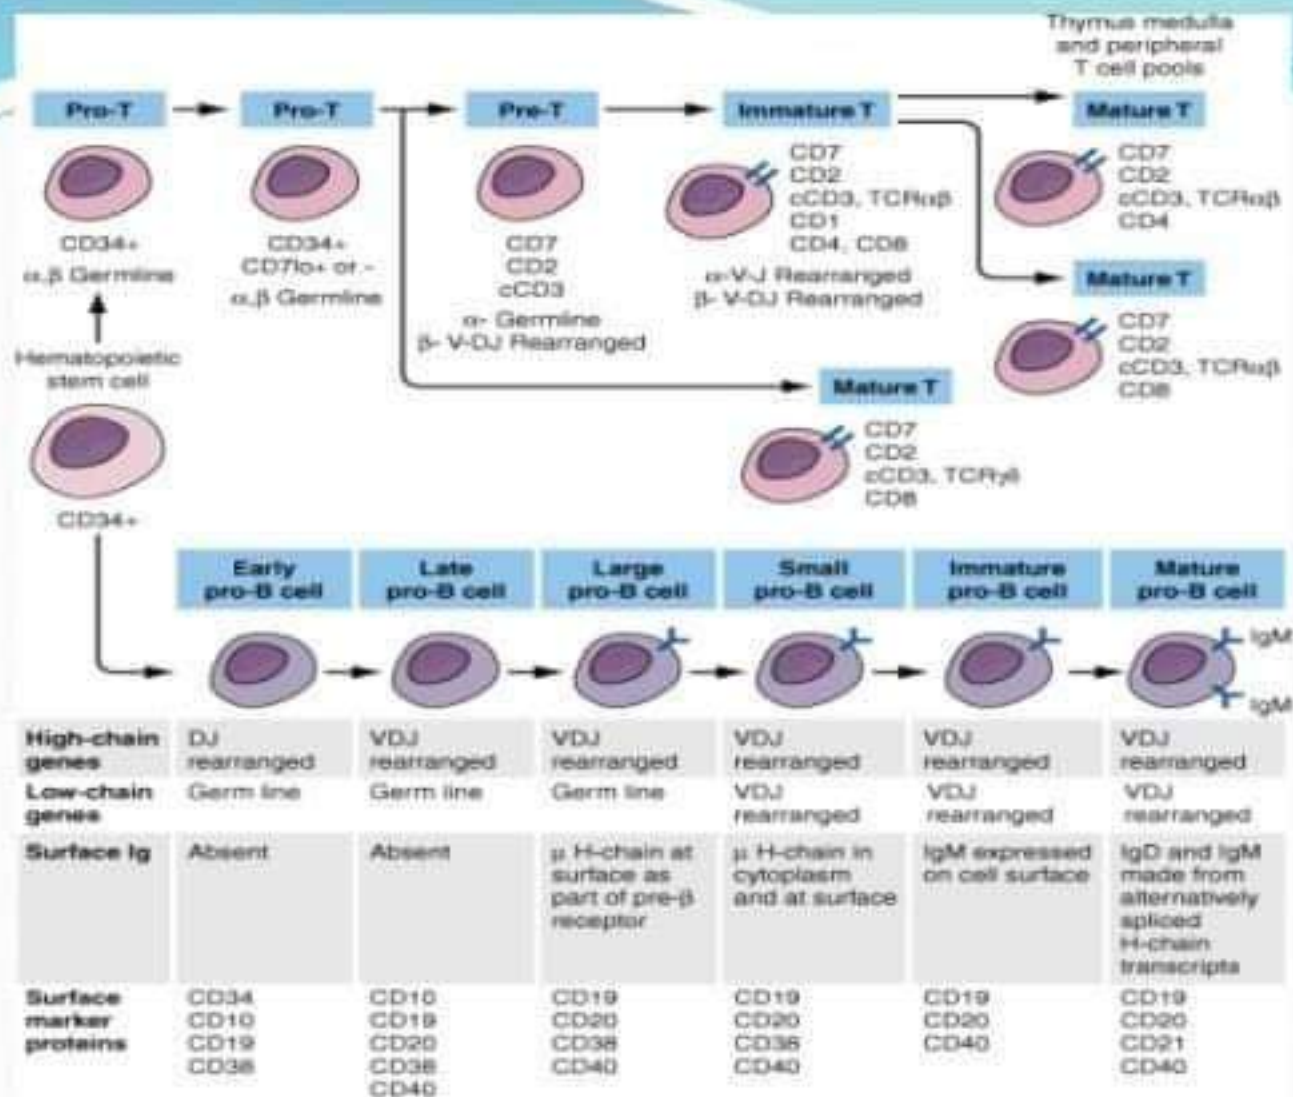 Thymus medulla
and peripheral
T cell pools
Pro-T
Pro-T
Pre-T
Immature T
Mature T
CD34+
α,β Germline
CD34+
CD7lo+ or -
α,β Germline
CD7
CD2
cCD3
α- Germline
β- V-DJ Rearranged
CD7
CD2
cCD3, TCRαβ
CD1
CD4, CD8
α-V-J Rearranged
β- V-DJ Rearranged
CD7
CD2
cCD3, TCRαβ
CD4
Mature T
CD7
CD2
cCD3, TCRαβ
CD8
Mature T
CD7
CD2
cCD3, TCRγδ
CD8
Hematopoietic
stem cell
CD34+
Early
pro-B cell
Late
pro-B cell
Large
pro-B cell
Small
pro-B cell
Immature
pro-B cell
Mature
pro-B cell
IgM
IgM
High-chain
genes
DJ
rearranged
VDJ
rearranged
VDJ
rearranged
VDJ
rearranged
VDJ
rearranged
VDJ
rearranged
Low-chain
genes
Germ line
Germ line
Germ line
VDJ
rearranged
VDJ
rearranged
VDJ
rearranged
Surface Ig
Absent
Absent
μ H-chain at
surface as
part of pre-β
receptor
μ H-chain in
cytoplasm
and at surface
IgM expressed
on cell surface
IgD and IgM
made from
alternatively
spliced
H-chain
transcripts
Surface
marker
proteins
CD34
CD10
CD19
CD38
CD10
CD19
CD20
CD38
CD40
CD19
CD20
CD38
CD40
CD19
CD20
CD38
CD40
CD19
CD20
CD40
CD19
CD20
CD21
CD40